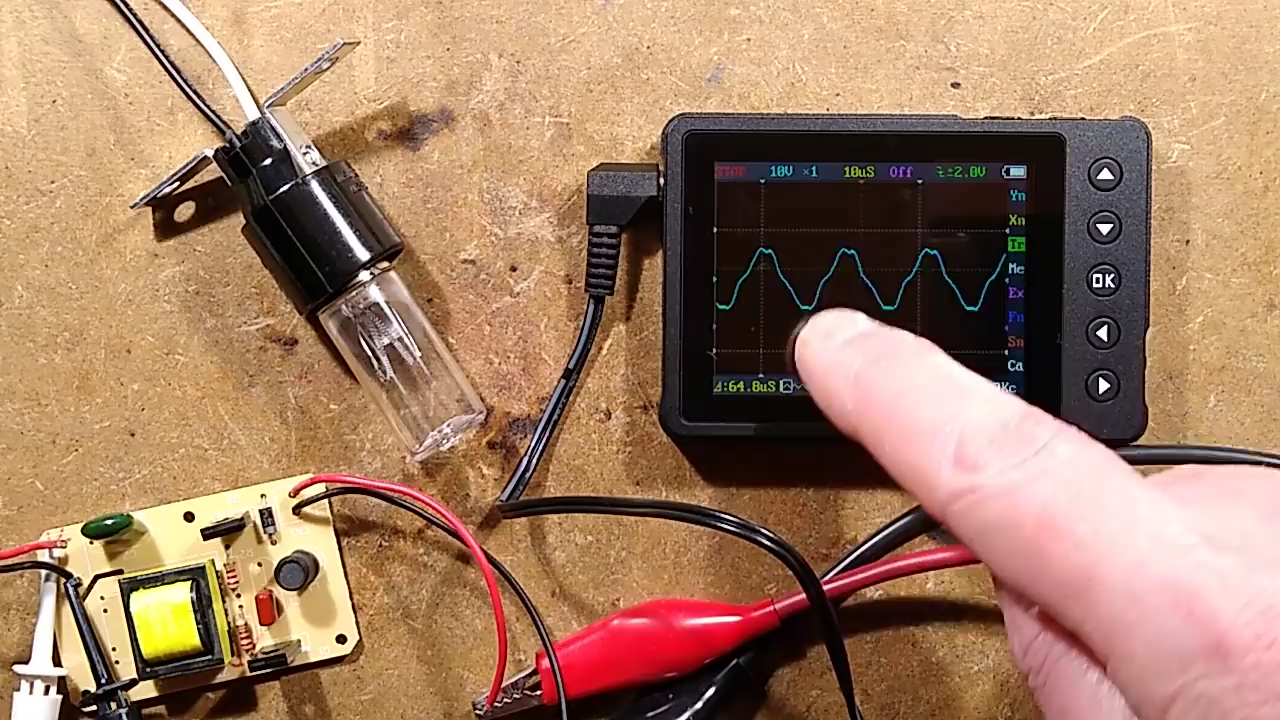 STOP 10V ×1 10uS Off ±2.0V
Yn
Xn
Tr
Me
Ex
Fn
Sn
Ca
⊿:64.8uS
OK